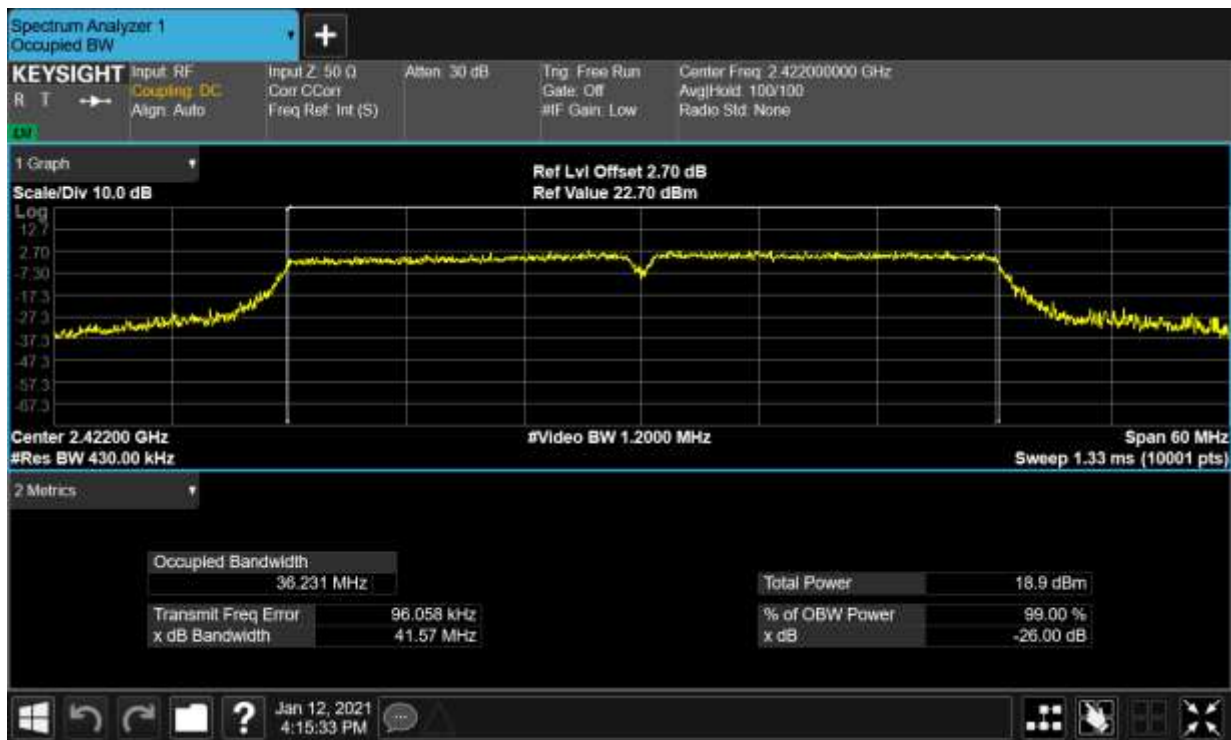 Spectrum Analyzer 1
Occupied BW
+
KEYSIGHT
R T
Input: RF
Coupling: DC
Align: Auto
Input Z: 50 Ω
Corr CCorr
Freq Ref: Int (S)
Atten: 30 dB
Trig: Free Run
Gate: Off
#IF Gain: Low
Center Freq: 2.422000000 GHz
Avg|Hold: 100/100
Radio Std: None
1 Graph
Ref Lvl Offset 2.70 dB
Scale/Div 10.0 dB
Ref Value 22.70 dBm
Log
12.7
2.70
-7.30
-17.3
-27.3
-37.3
-47.3
-57.3
-67.3
Center 2.42200 GHz
#Video BW 1.2000 MHz
Span 60 MHz
#Res BW 430.00 kHz
Sweep 1.33 ms (10001 pts)
2 Metrics
Occupied Bandwidth
36.231 MHz
Total Power 18.9 dBm
Transmit Freq Error 96.058 kHz
% of OBW Power 99.00 %
x dB Bandwidth 41.57 MHz
x dB -26.00 dB
?
Jan 12, 2021
4:15:33 PM